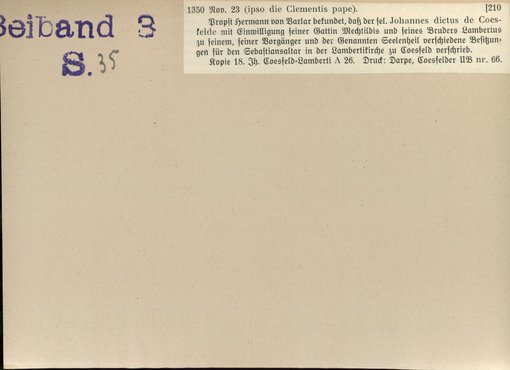 Beiband 3
S. 35
1350 Nov. 23 (ipso die Clementis pape). [210
Propst Hermann von Varlar bekundet, daß der sel. Johannes dictus de Coes-
felde mit Einwilligung seiner Gattin Mechtildis und seines Bruders Lambertus
zu seinem, seiner Vorgänger und der Genannten Seelenheil verschiedene Besitzun-
gen für den Sebastiansaltar in der Lambertikirche zu Coesfeld verschrieb.
Kopie 18. Jh. Coesfeld-Lamberti A 26. Druck: Darpe, Coesfelder UB nr. 66.